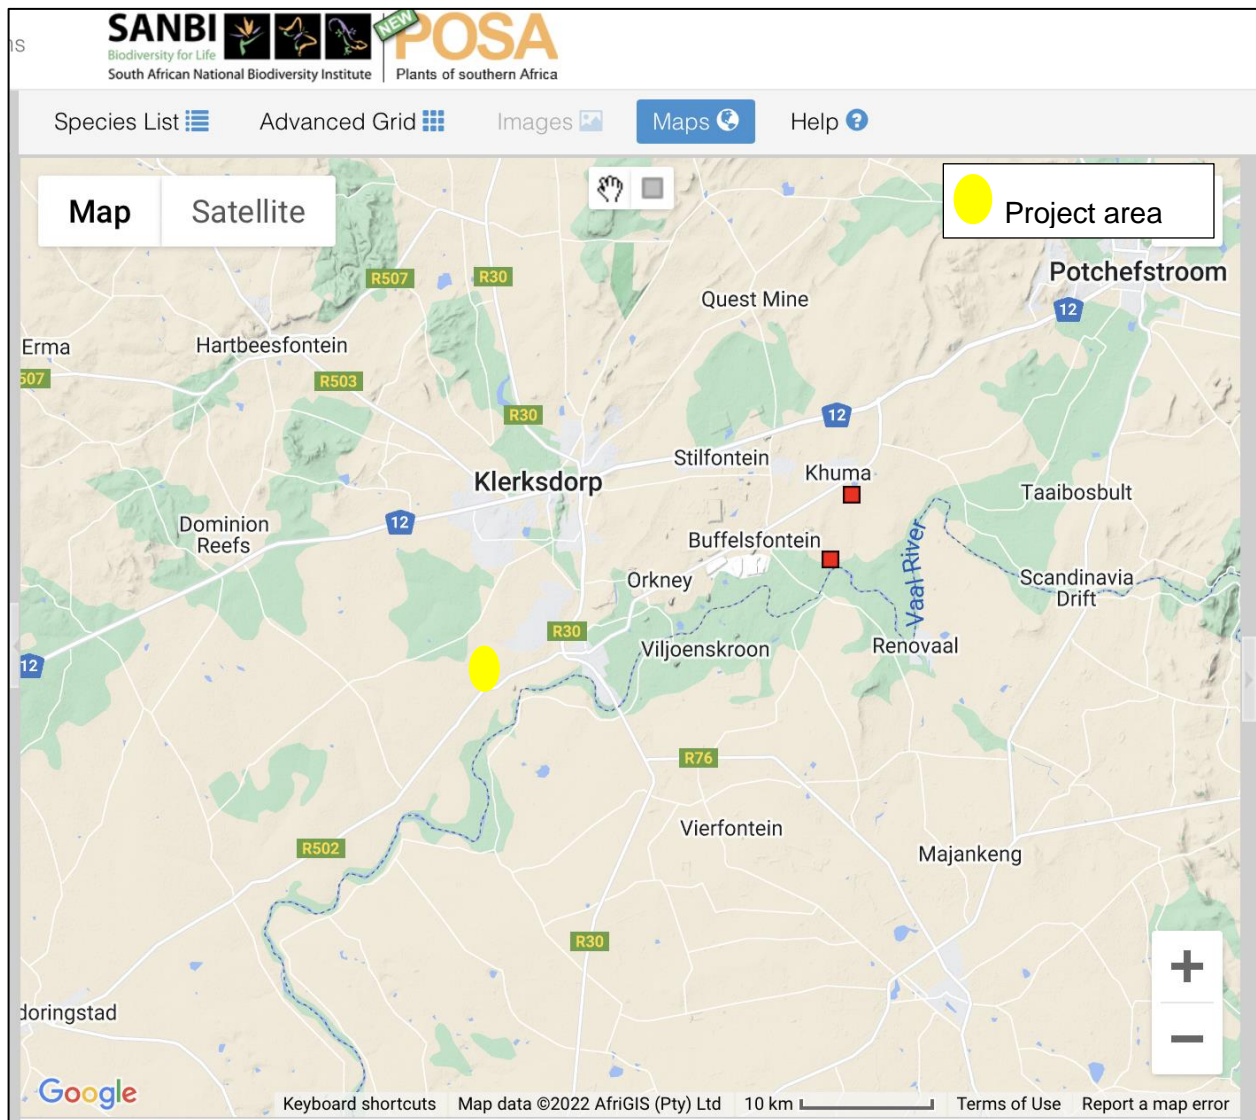 ns
SANBI
Biodiversity for Life
South African National Biodiversity Institute
NEW
POSA
Plants of southern Africa
Species List
Advanced Grid
Images
Maps
Help ?
Map
Satellite
Project area
R507
R30
Potchefstroom
Quest Mine
12
Erma
Hartbeesfontein
507
R503
R30
12
Stilfontein
Khuma
Klerksdorp
Taaibosbult
Dominion
Reefs
12
Buffelsfontein
Vaal River
Orkney
Scandinavia
Drift
R30
Viljoenskroon
Renovaal
12
R76
Vierfontein
R502
Majankeng
R30
doringstad
Google
Keyboard shortcuts
Map data ©2022 AfriGIS (Pty) Ltd
10 km
Terms of Use
Report a map error